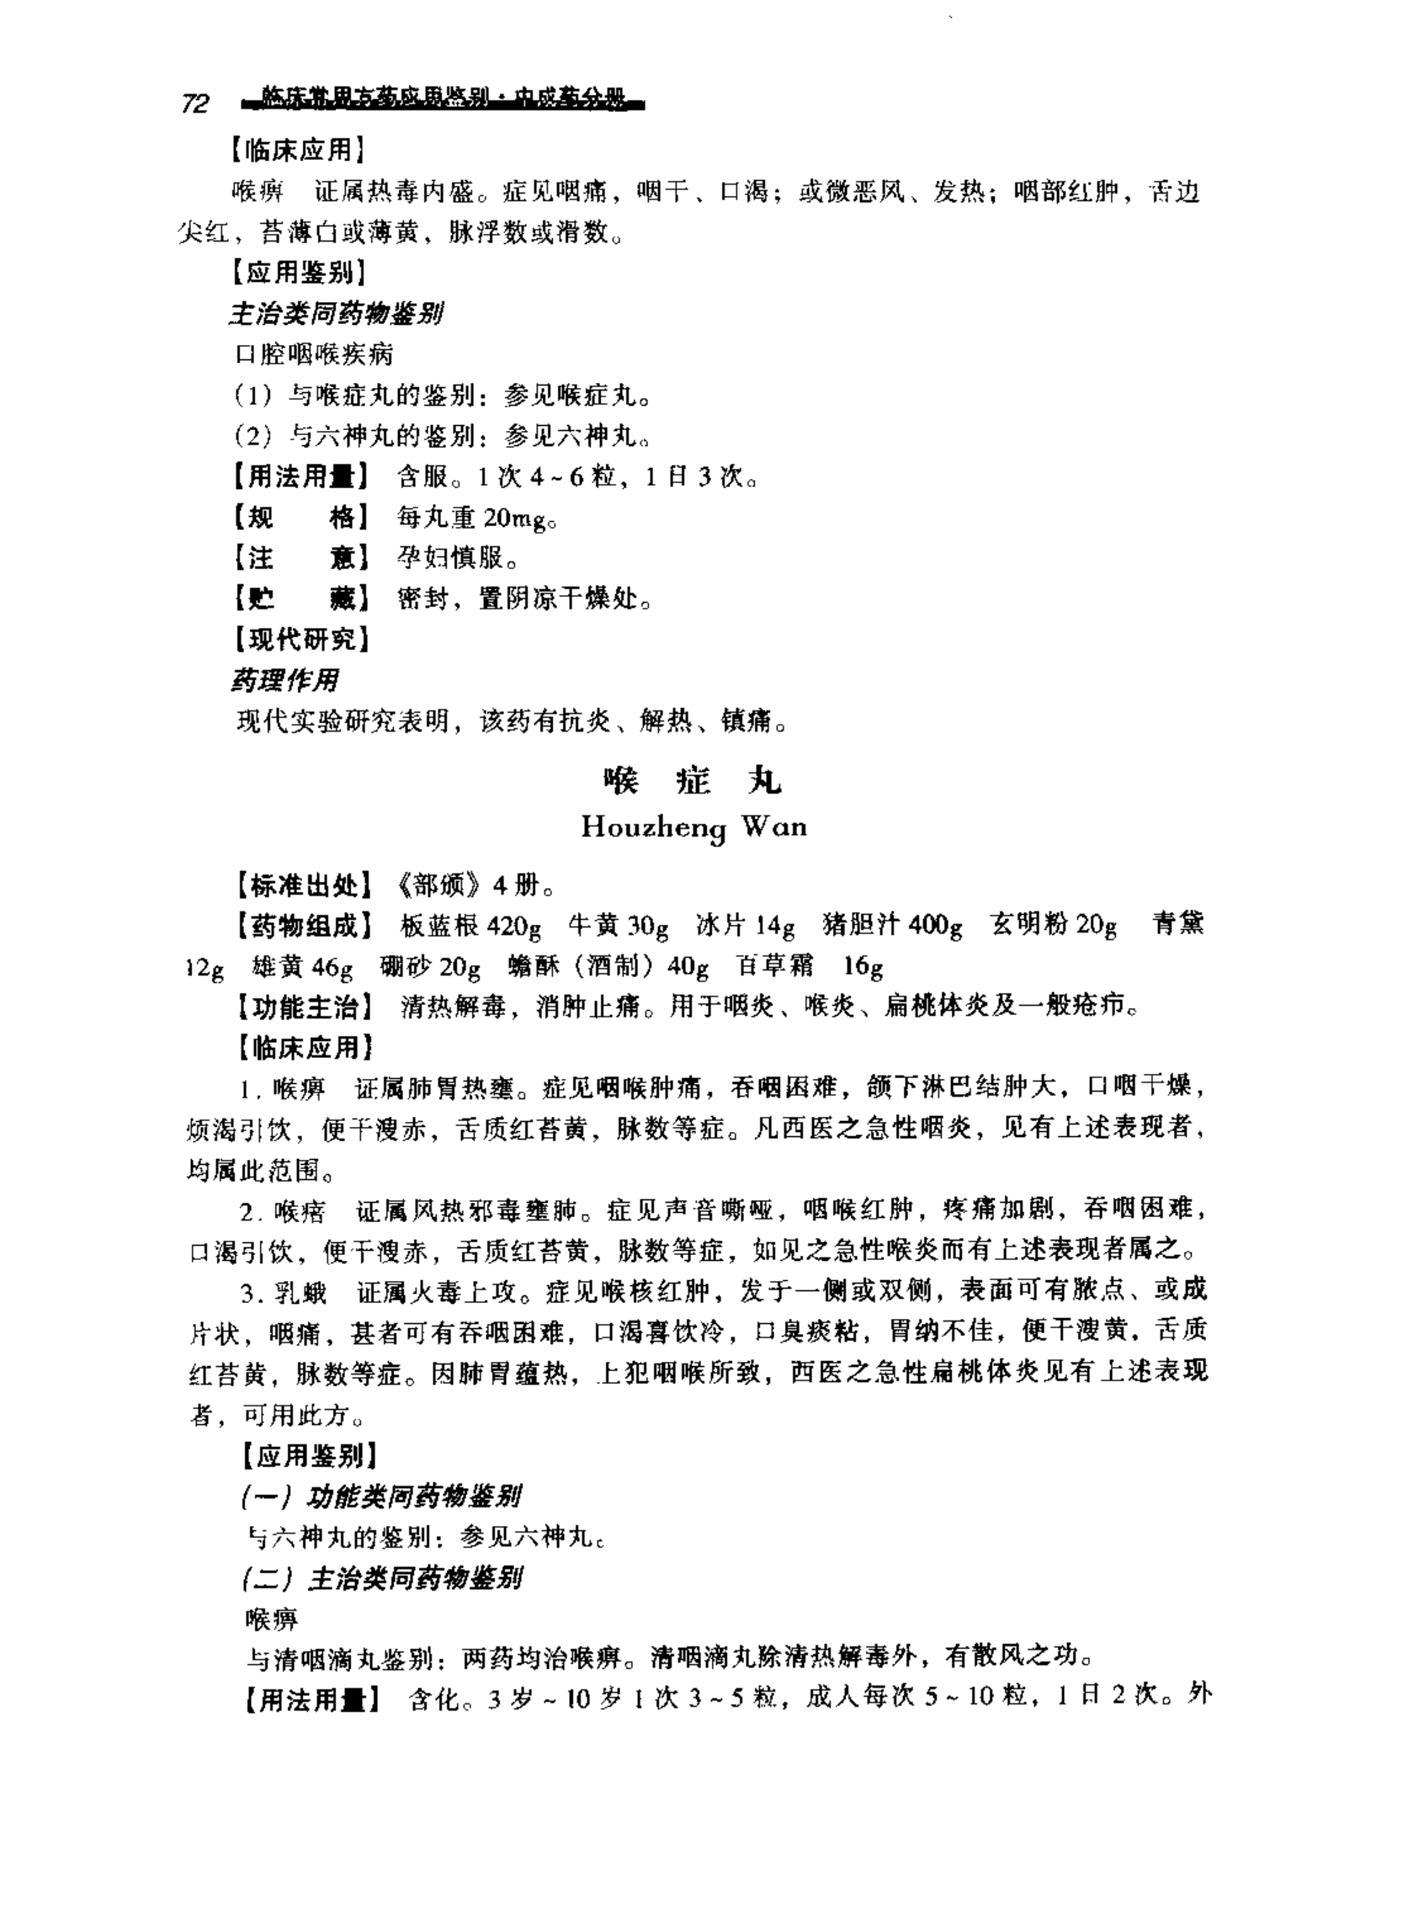 72 临床常用方药应用鉴别·中成药分册
【临床应用】
喉痹 证属热毒内盛。症见咽痛，咽干、口渴；或微恶风、发热；咽部红肿，舌边
尖红，苔薄白或薄黄，脉浮数或滑数。
【应用鉴别】
主治类同药物鉴别
口腔咽喉疾病
（1）与喉症丸的鉴别：参见喉症丸。
（2）与六神丸的鉴别：参见六神丸。
【用法用量】 含服。1次4~6粒，1日3次。
【规 格】 每丸重20mg。
【注 意】 孕妇慎服。
【贮 藏】 密封，置阴凉干燥处。
【现代研究】
药理作用
现代实验研究表明，该药有抗炎、解热、镇痛。
喉 症 丸
Houzheng Wan
【标准出处】《部颁》4册。
【药物组成】 板蓝根420g 牛黄30g 冰片14g 猪胆汁400g 玄明粉20g 青黛
12g 雄黄46g 硼砂20g 蟾酥（酒制）40g 百草霜 16g
【功能主治】 清热解毒，消肿止痛。用于咽炎、喉炎、扁桃体炎及一般疮疖。
【临床应用】
1. 喉痹 证属肺胃热壅。症见咽喉肿痛，吞咽困难，颌下淋巴结肿大，口咽干燥，
烦渴引饮，便干溲赤，舌质红苔黄，脉数等症。凡西医之急性咽炎，见有上述表现者，
均属此范围。
2. 喉瘖 证属风热邪毒壅肺。症见声音嘶哑，咽喉红肿，疼痛加剧，吞咽困难，
口渴引饮，便干溲赤，舌质红苔黄，脉数等症，如见之急性喉炎而有上述表现者属之。
3. 乳蛾 证属火毒上攻。症见喉核红肿，发于一侧或双侧，表面可有脓点、或成
片状，咽痛，甚者可有吞咽困难，口渴喜饮冷，口臭痰粘，胃纳不佳，便干溲黄，舌质
红苔黄，脉数等症。因肺胃蕴热，上犯咽喉所致，西医之急性扁桃体炎见有上述表现
者，可用此方。
【应用鉴别】
（一）功能类同药物鉴别
与六神丸的鉴别：参见六神丸。
（二）主治类同药物鉴别
喉痹
与清咽滴丸鉴别：两药均治喉痹。清咽滴丸除清热解毒外，有散风之功。
【用法用量】 含化。3岁~10岁1次3~5粒，成人每次5~10粒，1日2次。外